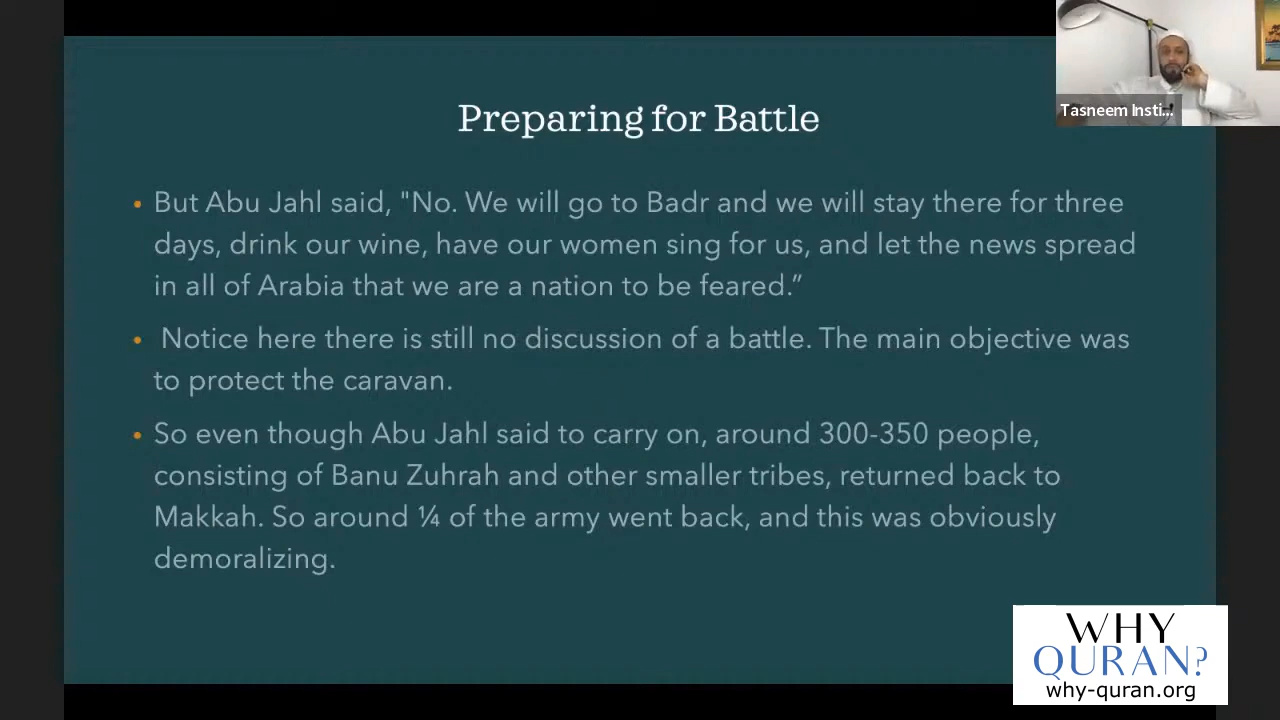 Tasneem Insti...
Preparing for Battle
• But Abu Jahl said, "No. We will go to Badr and we will stay there for three
days, drink our wine, have our women sing for us, and let the news spread
in all of Arabia that we are a nation to be feared.”
• Notice here there is still no discussion of a battle. The main objective was
to protect the caravan.
• So even though Abu Jahl said to carry on, around 300-350 people,
consisting of Banu Zuhrah and other smaller tribes, returned back to
Makkah. So around ¼ of the army went back, and this was obviously
demoralizing.
WHY
QURAN?
why-quran.org